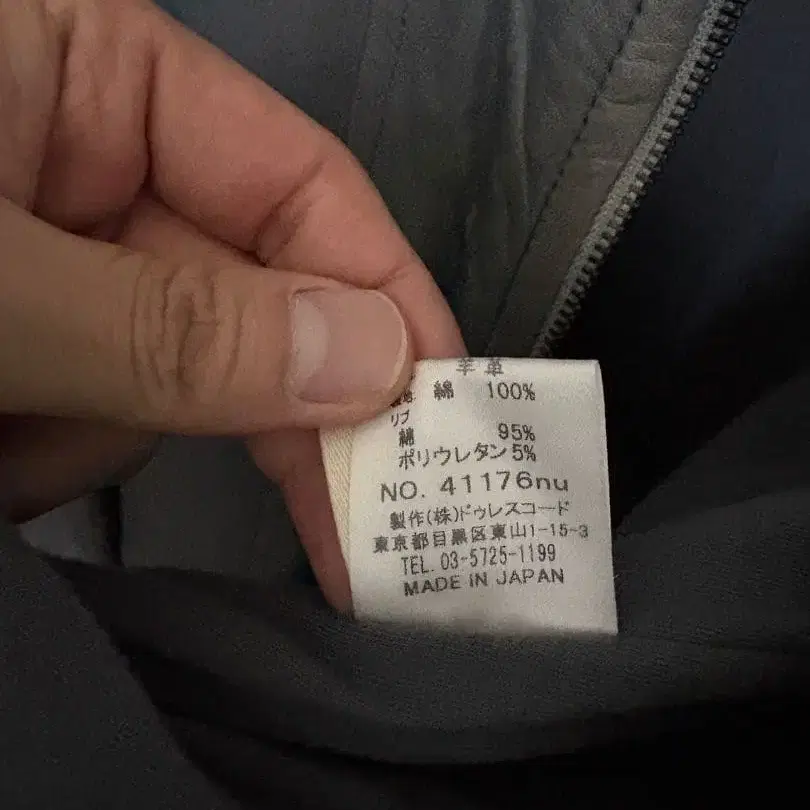 羊革
綿 100%
リブ
綿 95%
ポリウレタン 5%
NO. 41176nu
製作(株)ドゥレスコード
東京都目黒区東山1-15-3
TEL. 03-5725-1199
MADE IN JAPAN